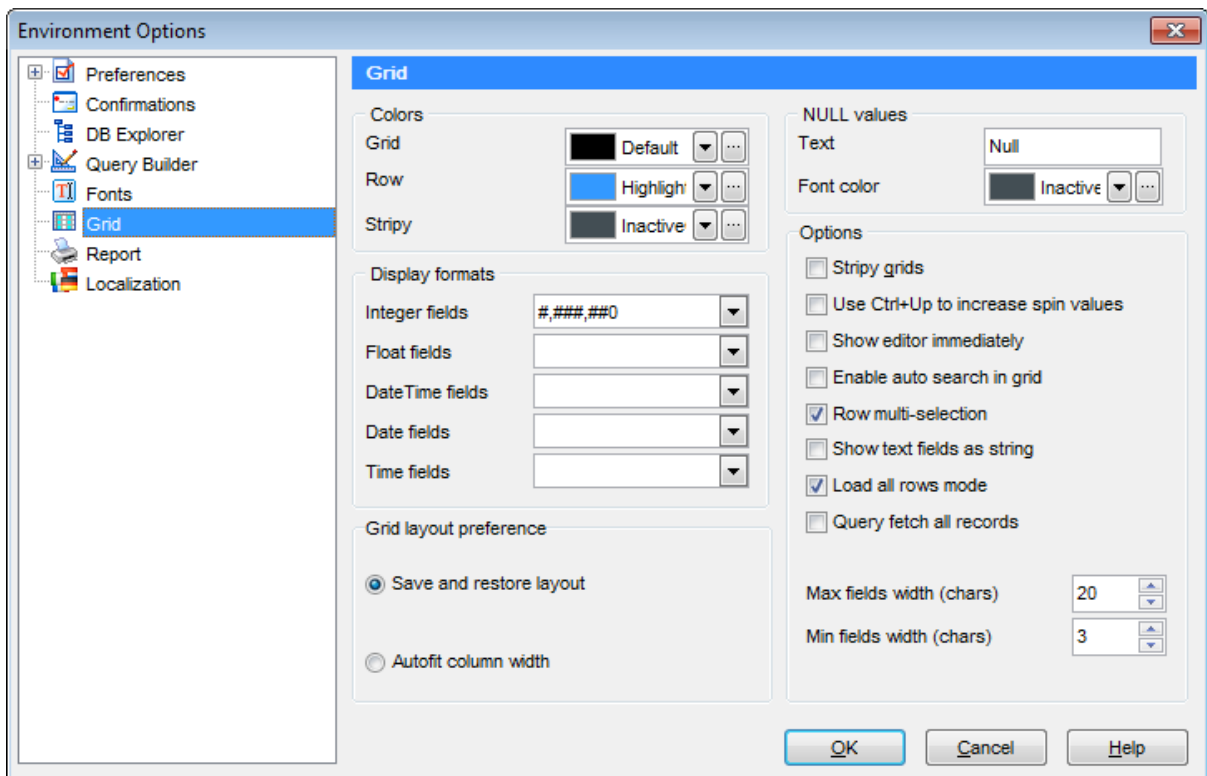 Environment Options
Preferences
Confirmations
DB Explorer
Query Builder
Fonts
Grid
Report
Localization
Grid
Colors
Grid Default
Row Highligh
Stripy Inactive
Display formats
Integer fields #,###,##0
Float fields
DateTime fields
Date fields
Time fields
Grid layout preference
Save and restore layout
Autofit column width
NULL values
Text Null
Font color Inactive
Options
Stripy grids
Use Ctrl+Up to increase spin values
Show editor immediately
Enable auto search in grid
Row multi-selection
Show text fields as string
Load all rows mode
Query fetch all records
Max fields width (chars) 20
Min fields width (chars) 3
OK Cancel Help